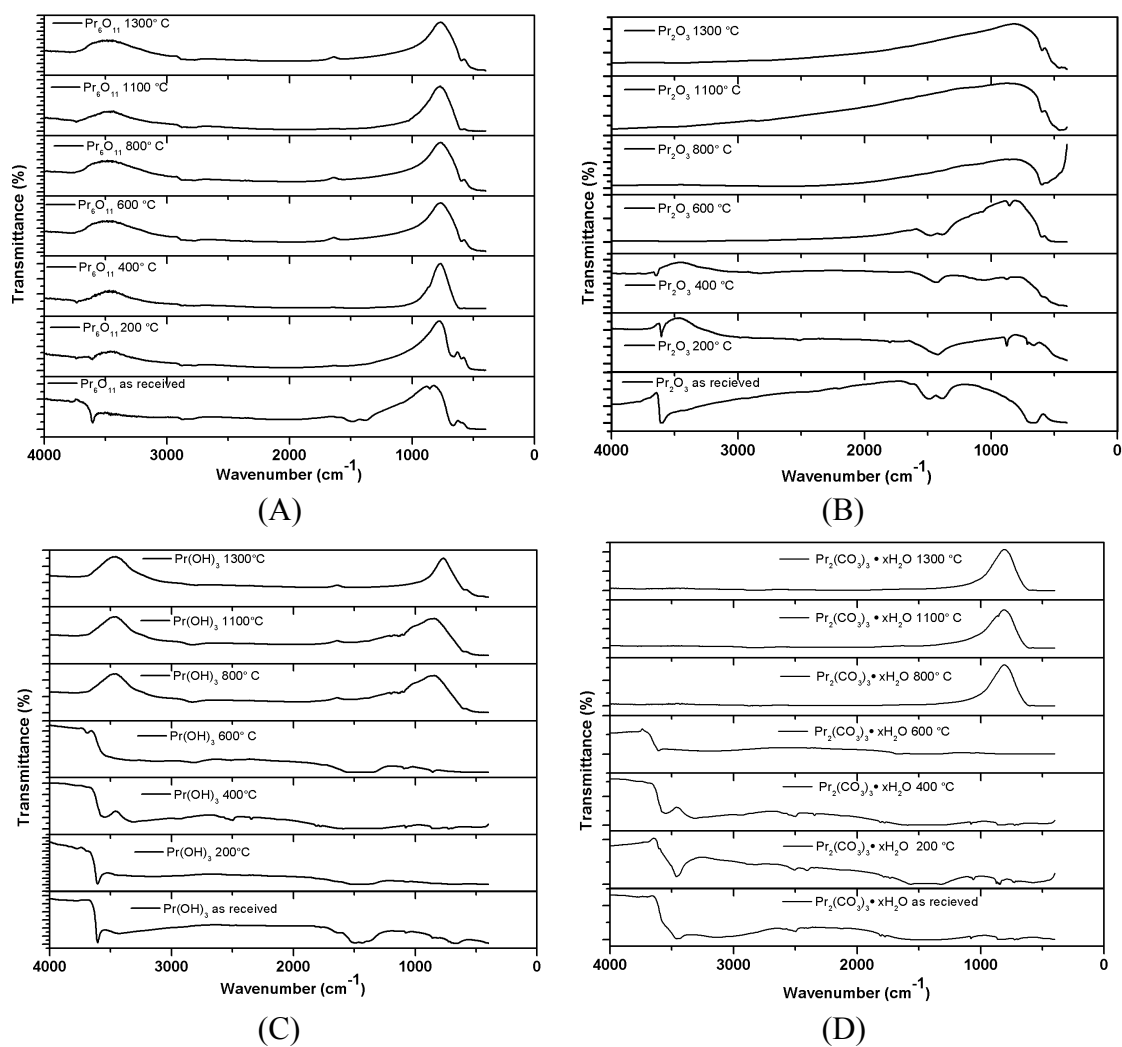 Pr6O11 1300° C
Pr6O11 1100 °C
Pr6O11 800° C
Pr6O11 600 °C
Pr6O11 400° C
Pr6O11 200 °C
Pr6O11 as received
Transmittance (%)
4000 3000 2000 1000 0
Wavenumber (cm-1)
(A)
Pr2O3 1300 °C
Pr2O3 1100° C
Pr2O3 800° C
Pr2O3 600 °C
Pr2O3 400 °C
Pr2O3 200° C
Pr2O3 as recieved
Transmittance (%)
4000 3000 2000 1000 0
Wavenumber (cm-1)
(B)
Pr(OH)3 1300°C
Pr(OH)3 1100°C
Pr(OH)3 800° C
Pr(OH)3 600° C
Pr(OH)3 400°C
Pr(OH)3 200°C
Pr(OH)3 as received
Transmittance (%)
4000 3000 2000 1000 0
Wavenumber (cm-1)
(C)
Pr2(CO3)3• xH2O 1300 °C
Pr2(CO3)3• xH2O 1100°C
Pr2(CO3)3• xH2O 800° C
Pr2(CO3)3• xH2O 600 °C
Pr2(CO3)3• xH2O 400 °C
Pr2(CO3)3• xH2O 200 °C
Pr2(CO3)3• xH2O as recieved
Transmittance (%)
4000 3000 2000 1000 0
Wavenumber (cm-1)
(D)